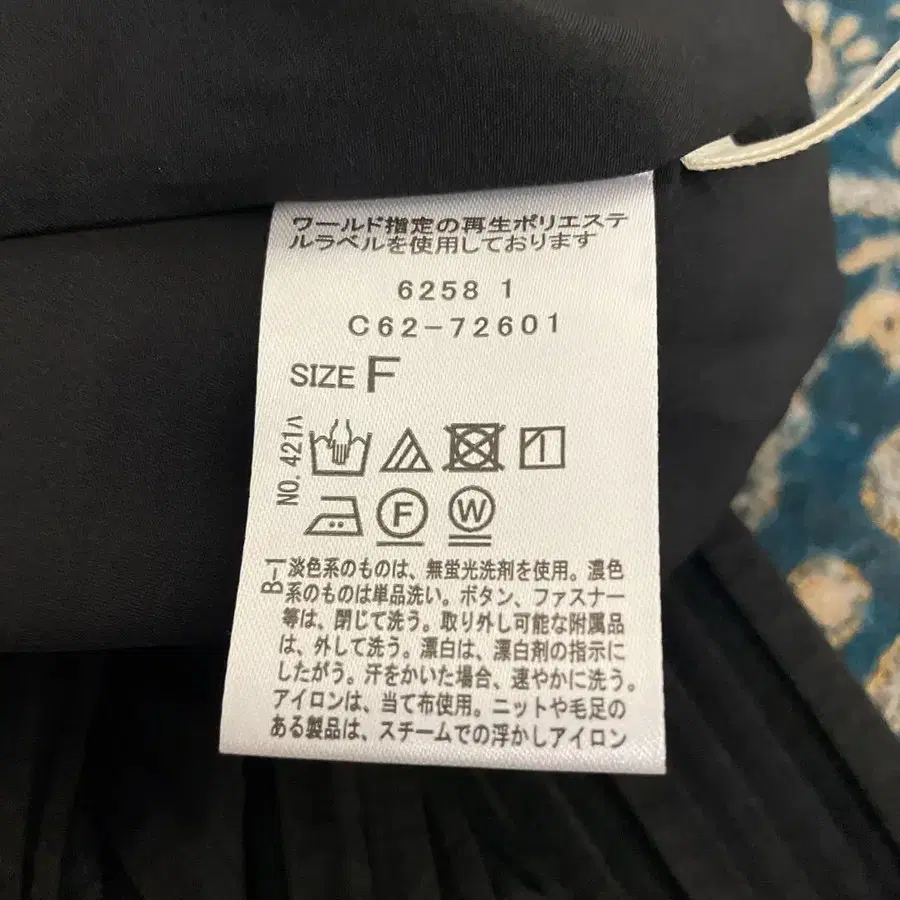 ワールド指定の再生ポリエステ
ルラベルを使用しております
6258 1
C62-72601
SIZE F
NO. 421ハ
F W
B-1
淡色系のものは、無蛍光洗剤を使用。濃色
系のものは単品洗い。ボタン、ファスナー
等は、閉じて洗う。取り外し可能な附属品
は、外して洗う。漂白は、漂白剤の指示に
したがう。汗をかいた場合、速やかに洗う。
アイロンは、当て布使用。ニットや毛足の
ある製品は、スチームでの浮かしアイロン